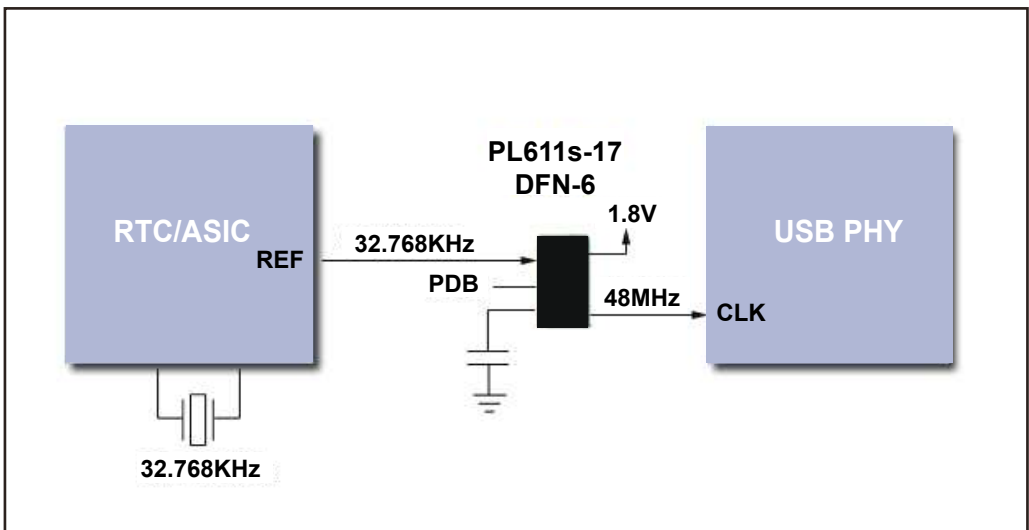 PL611s-17
DFN-6
1.8V
RTC/ASIC
USB PHY
32.768KHz
REF
PDB
48MHz
CLK
32.768KHz